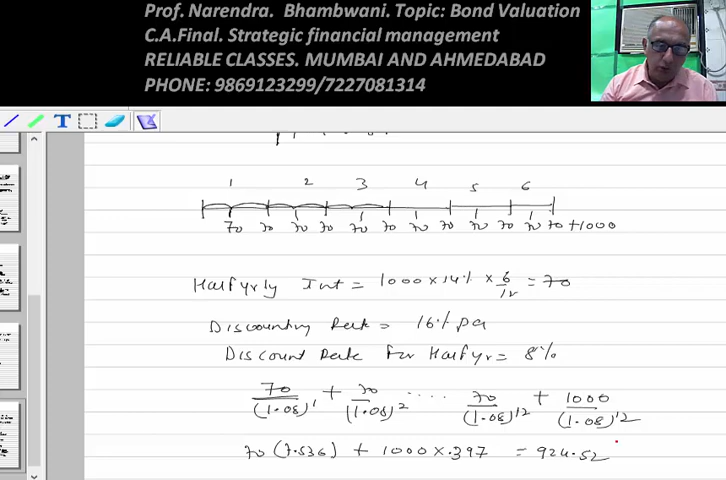 Prof. Narendra. Bhambwani. Topic: Bond Valuation
C.A.Final. Strategic financial management
RELIABLE CLASSES. MUMBAI AND AHMEDABAD
PHONE: 9869123299/7227081314
T
1 2 3 4 5 6
70 70 70 70 70 70 70 70 70 70 70 70 +1000
Halfyrly Int = 1000 × 14% × 6/12 = 70
Discounting Rate = 16% pa
Discount Rate for Halfyr = 8%
70/(1.08)^1 + 70/(1.08)^2 .... 70/(1.08)^12 + 1000/(1.08)^12
70 (7.536) + 1000 × .397 = 924.52